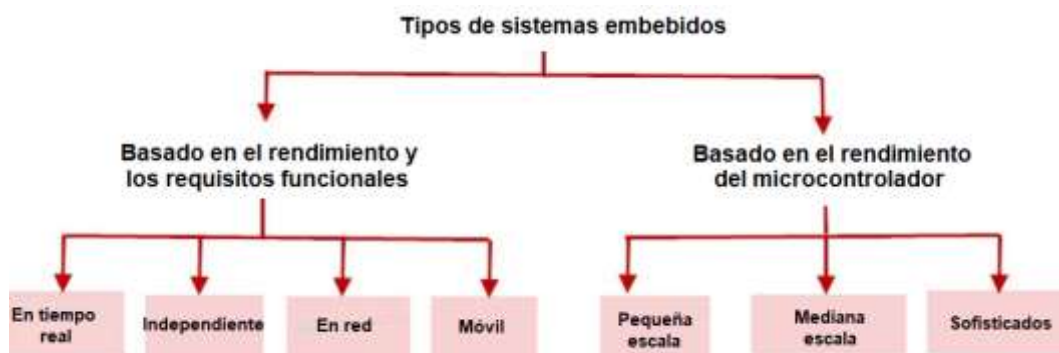 Tipos de sistemas embebidos
Basado en el rendimiento y
los requisitos funcionales
Basado en el rendimiento
del microcontrolador
En tiempo
real
Independiente
En red
Móvil
Pequeña
escala
Mediana
escala
Sofisticados